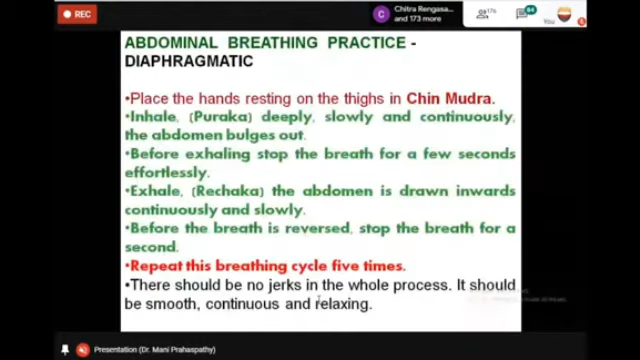 REC
Chitra Rengasa...
and 173 more
176
84
You
ABDOMINAL BREATHING PRACTICE -
DIAPHRAGMATIC
•Place the hands resting on the thighs in Chin Mudra.
•Inhale, (Puraka) deeply, slowly and continuously,
the abdomen bulges out.
•Before exhaling stop the breath for a few seconds
effortlessly.
•Exhale, (Rechaka) the abdomen is drawn inwards
continuously and slowly.
•Before the breath is reversed, stop the breath for a
second.
•Repeat this breathing cycle five times.
•There should be no jerks in the whole process. It should
be smooth, continuous and relaxing.
Presentation (Dr. Mani Prahaspathy)